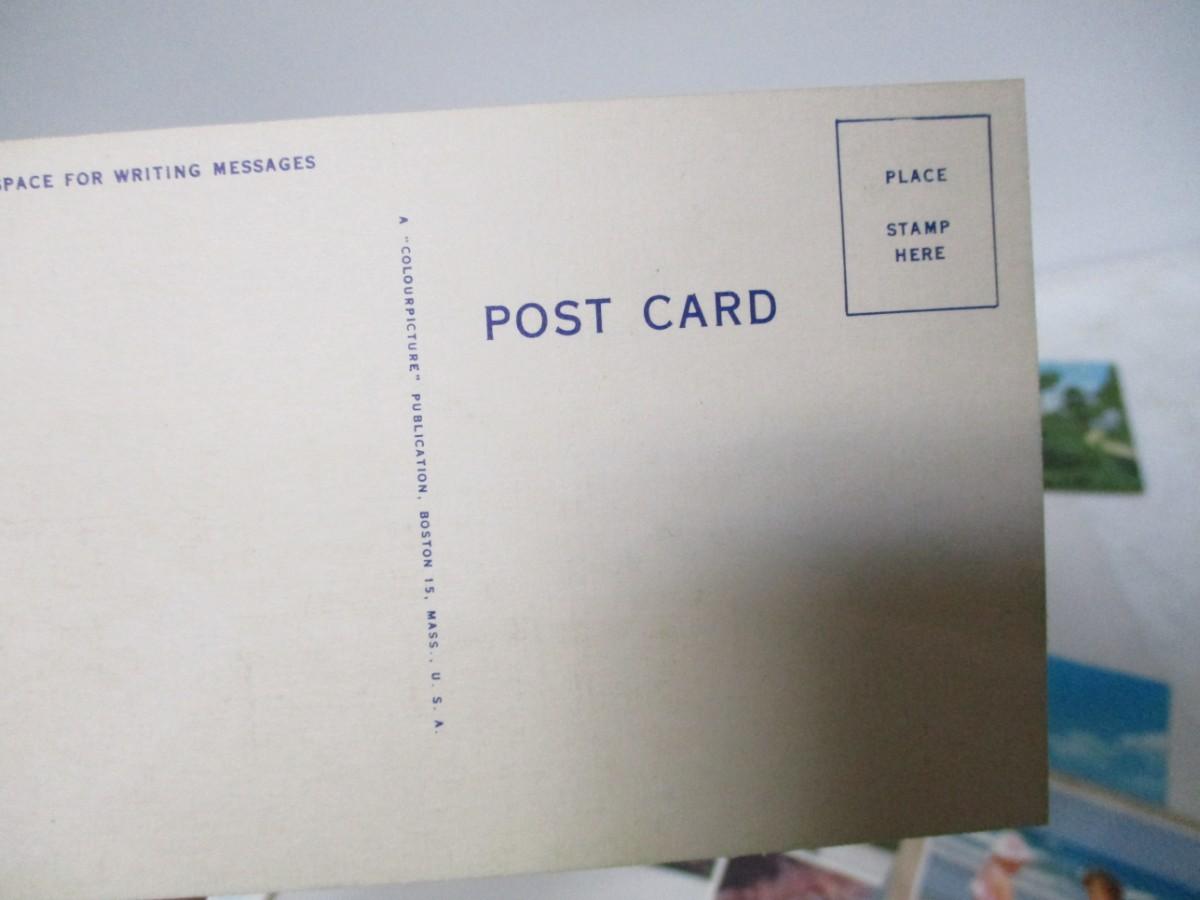 SPACE FOR WRITING MESSAGES
A "COLOURPICTURE" PUBLICATION, BOSTON 15, MASS., U. S. A.
POST CARD
PLACE
STAMP
HERE